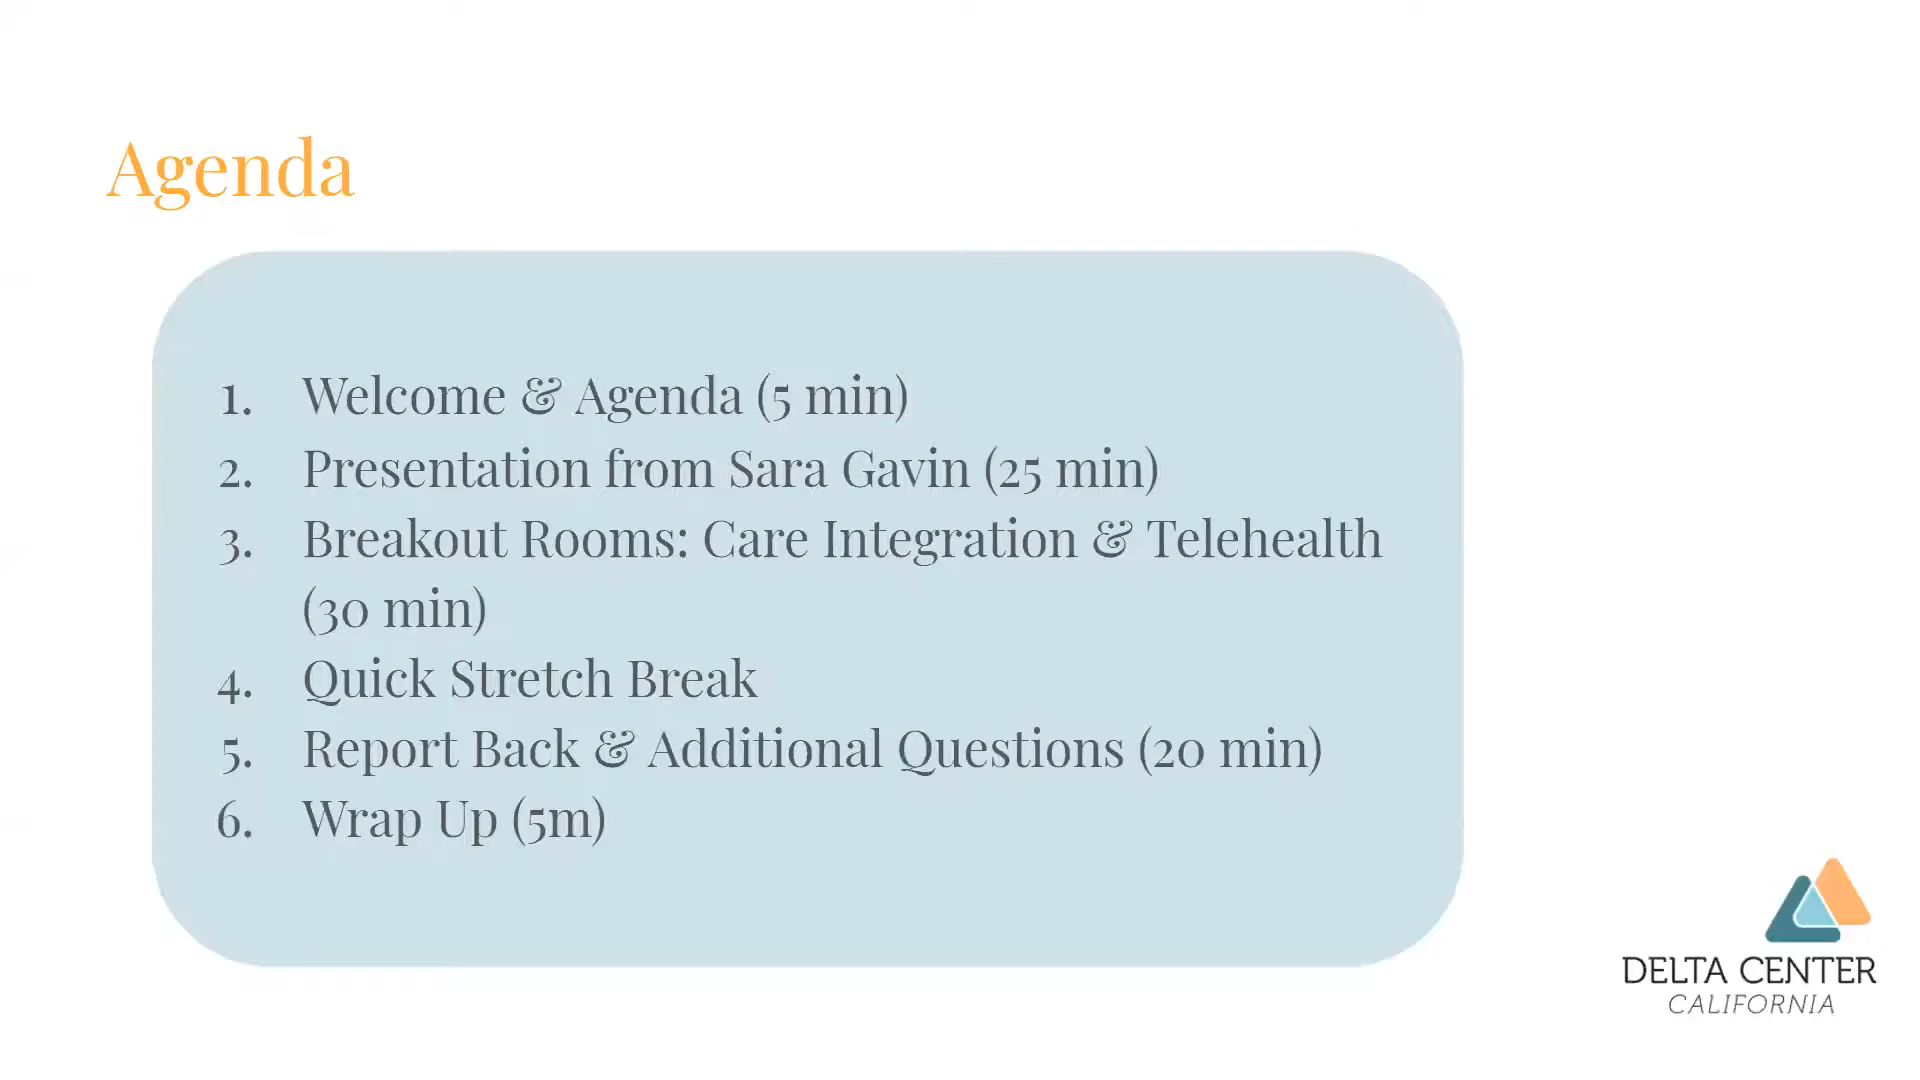 Agenda
1. Welcome & Agenda (5 min)
2. Presentation from Sara Gavin (25 min)
3. Breakout Rooms: Care Integration & Telehealth
(30 min)
4. Quick Stretch Break
5. Report Back & Additional Questions (20 min)
6. Wrap Up (5m)
DELTA CENTER
CALIFORNIA